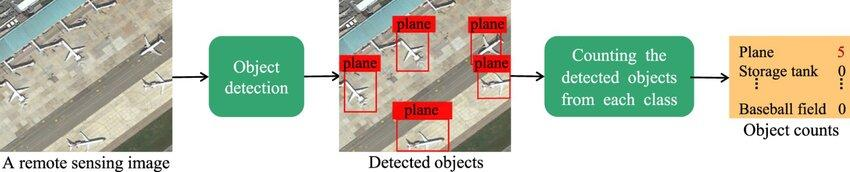 A remote sensing image
Object
detection
plane
plane
plane
plane
plane
Detected objects
Counting the
detected objects
from each class
Plane 5
Storage tank 0
⋮ ⋮
Baseball field 0
Object counts